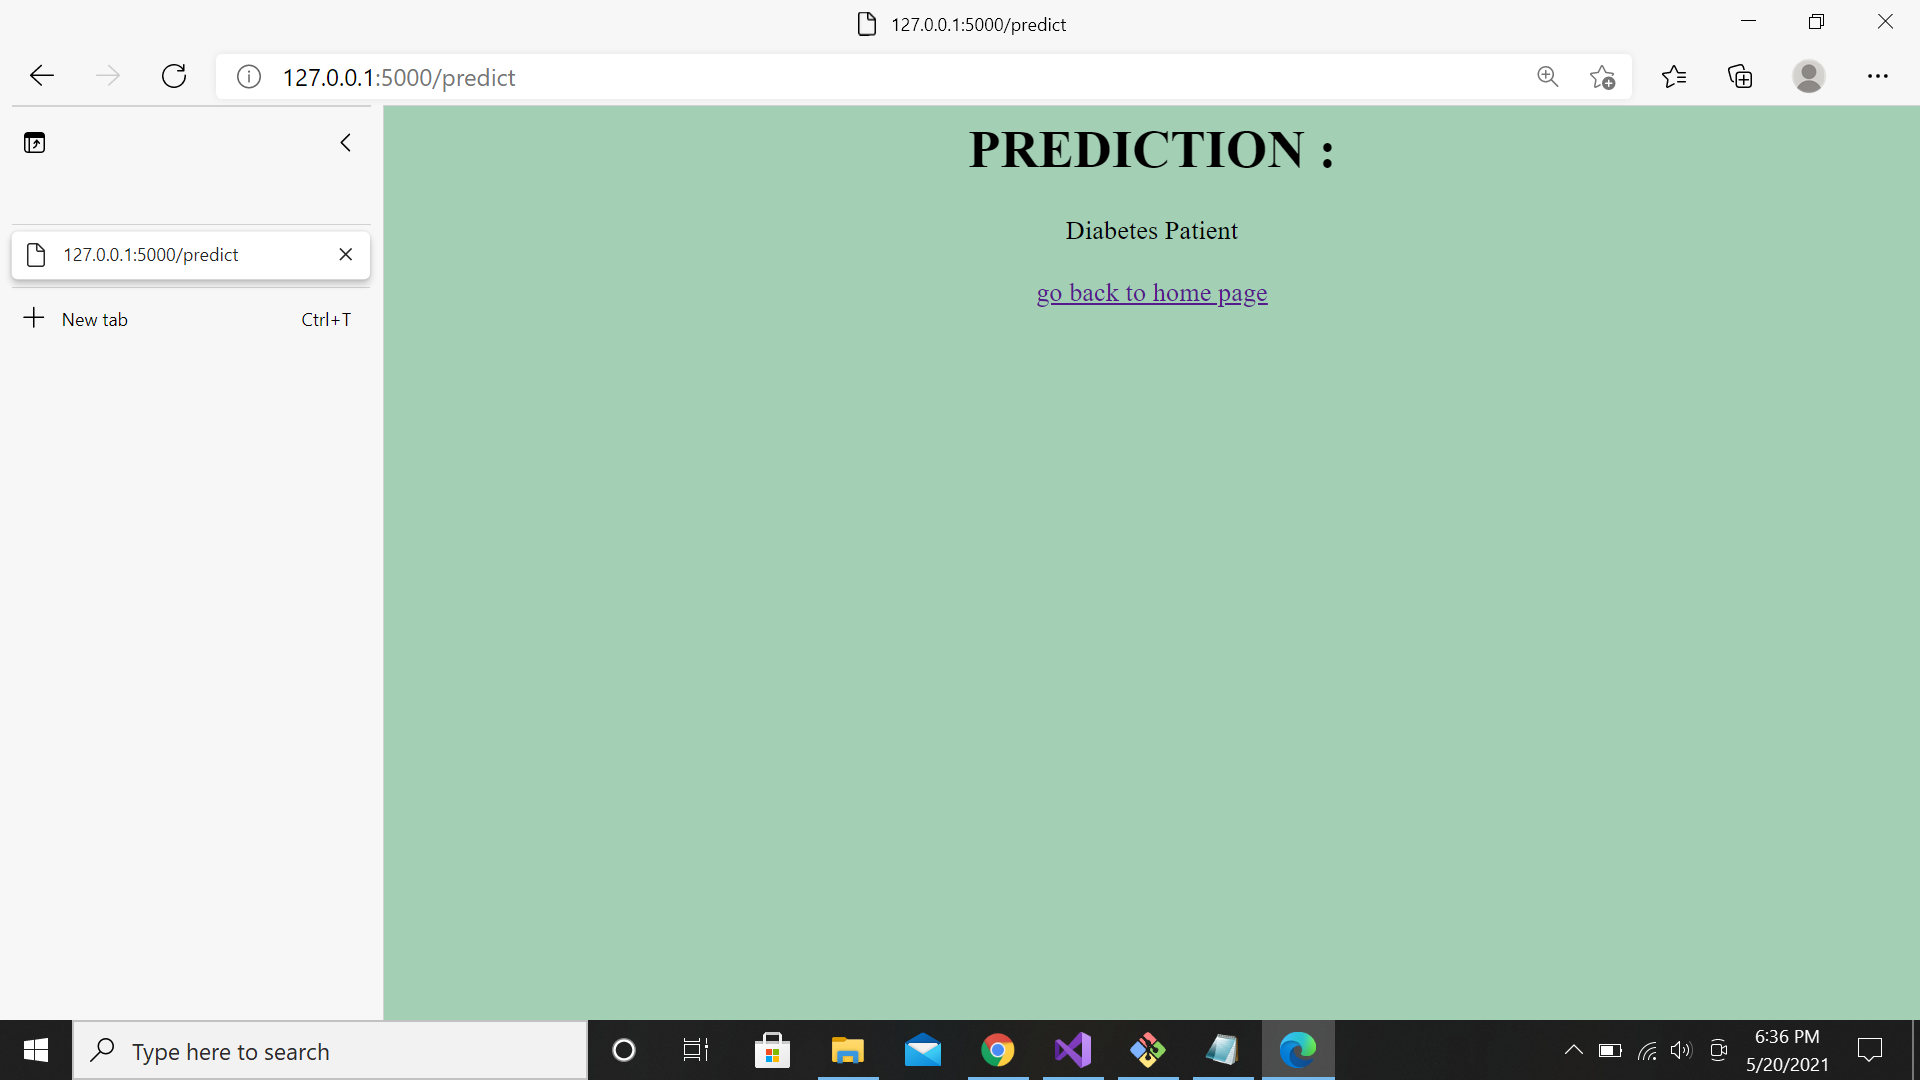 127.0.0.1:5000/predict
127.0.0.1:5000/predict
PREDICTION :
Diabetes Patient
127.0.0.1:5000/predict
go back to home page
New tab Ctrl+T
Type here to search
6:36 PM
5/20/2021